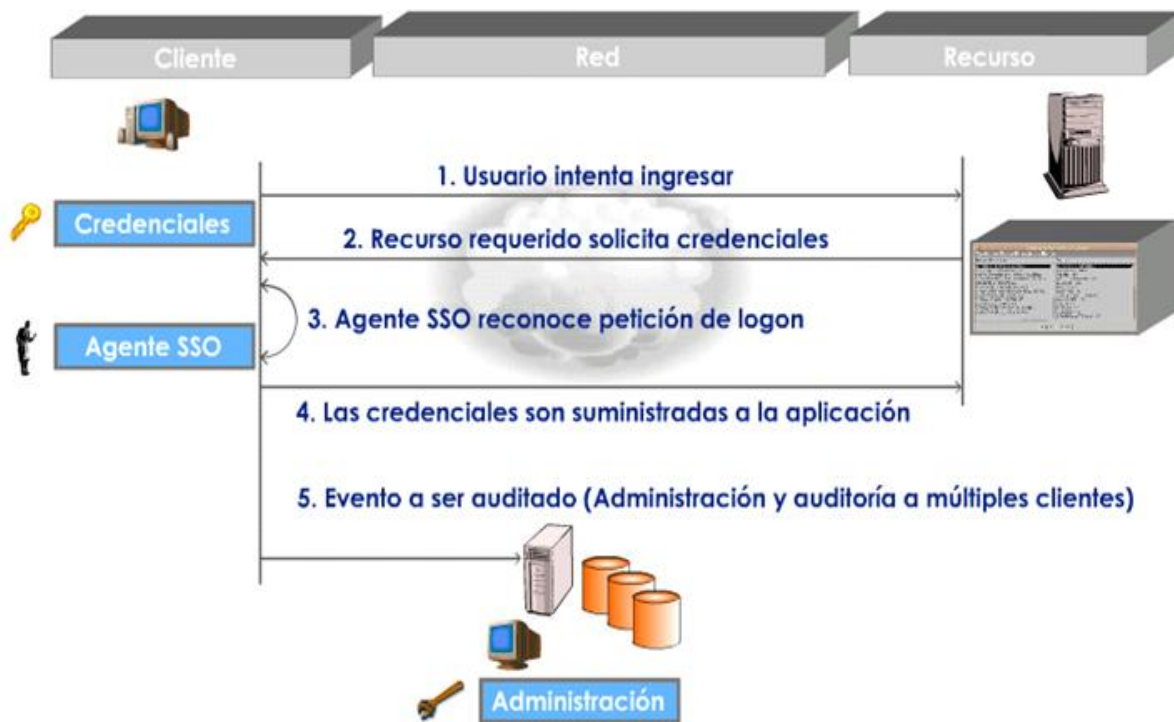 Cliente
Red
Recurso
1. Usuario intenta ingresar
Credenciales
2. Recurso requerido solicita credenciales
3. Agente SSO reconoce petición de logon
Agente SSO
4. Las credenciales son suministradas a la aplicación
5. Evento a ser auditado (Administración y auditoría a múltiples clientes)
Administración